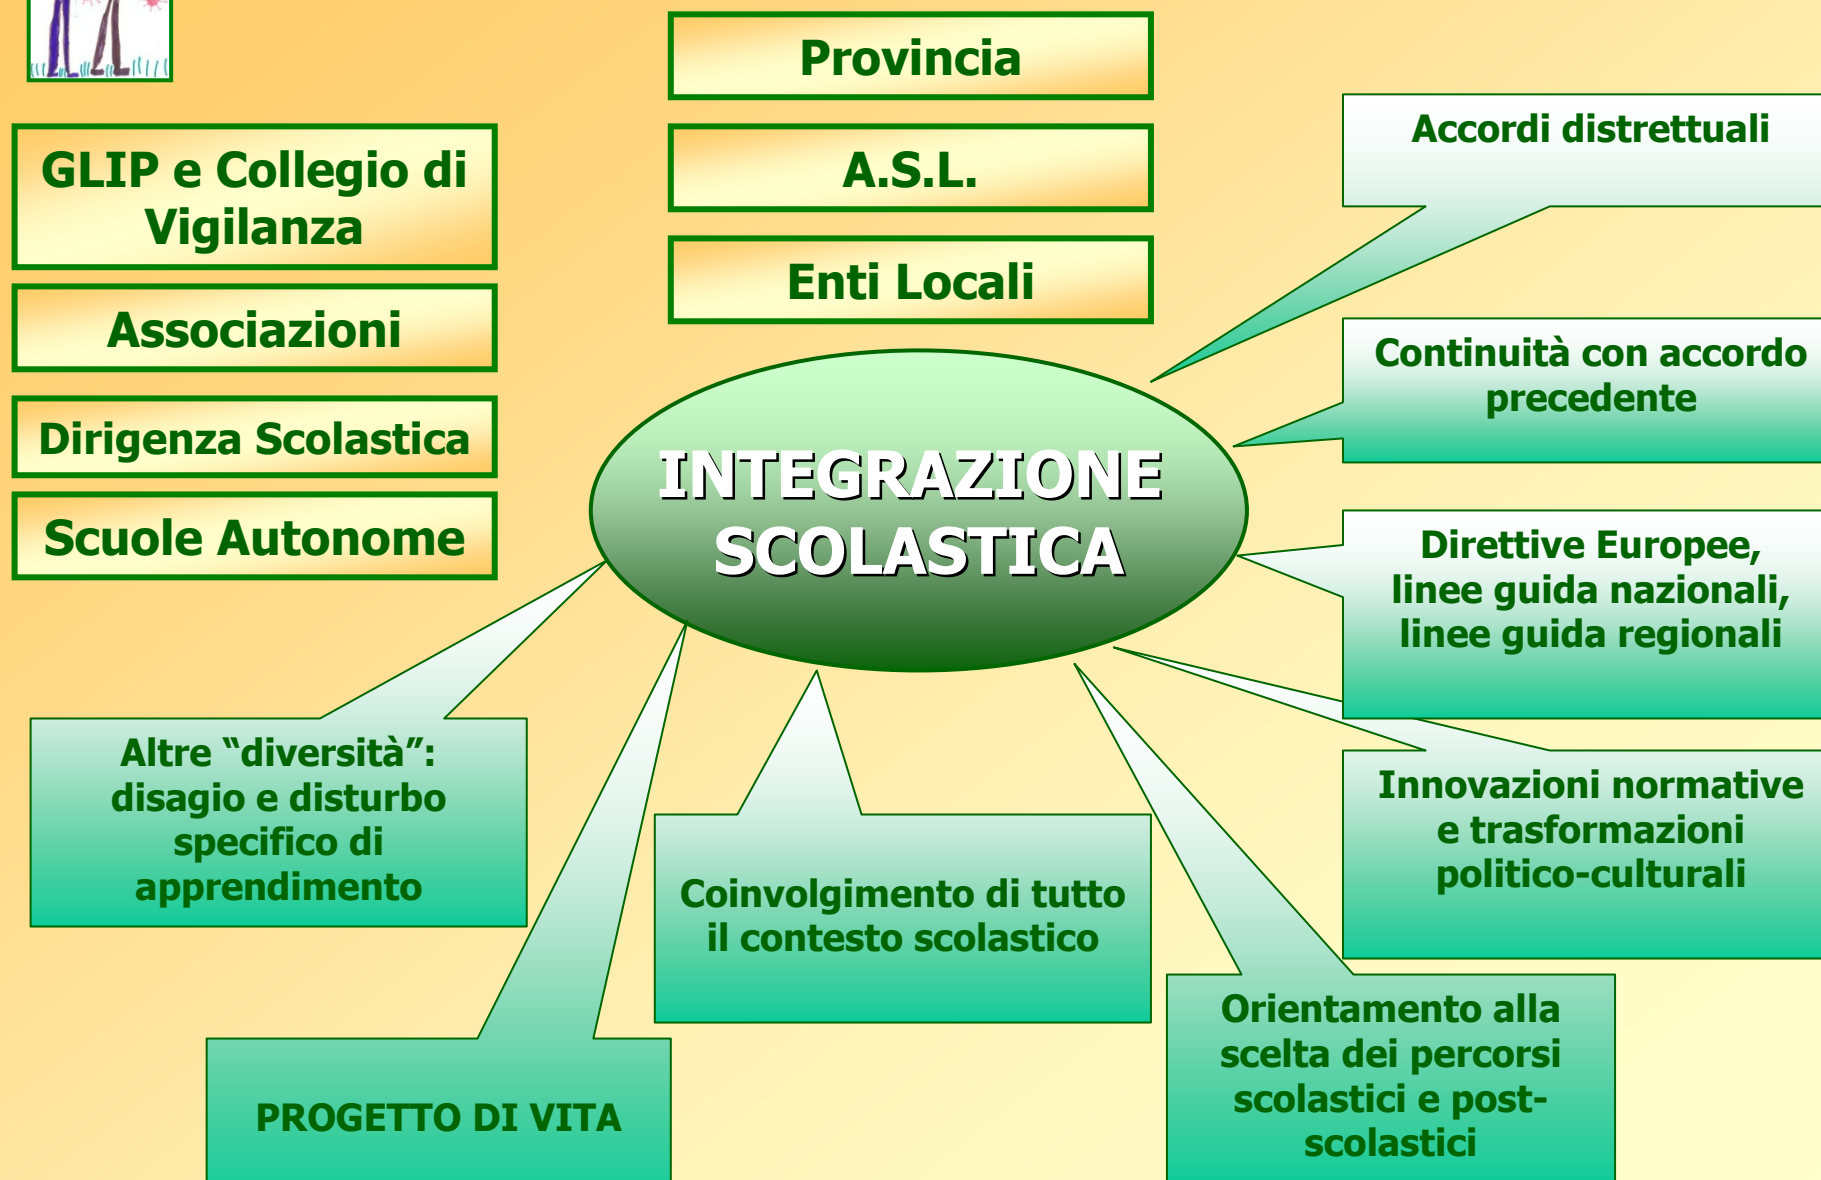 Provincia
A.S.L.
Enti Locali
GLIP e Collegio di
Vigilanza
Associazioni
Dirigenza Scolastica
Scuole Autonome
INTEGRAZIONE
SCOLASTICA
Accordi distrettuali
Continuità con accordo
precedente
Direttive Europee,
linee guida nazionali,
linee guida regionali
Innovazioni normative
e trasformazioni
politico-culturali
Altre “diversità”:
disagio e disturbo
specifico di
apprendimento
PROGETTO DI VITA
Coinvolgimento di tutto
il contesto scolastico
Orientamento alla
scelta dei percorsi
scolastici e post-
scolastici